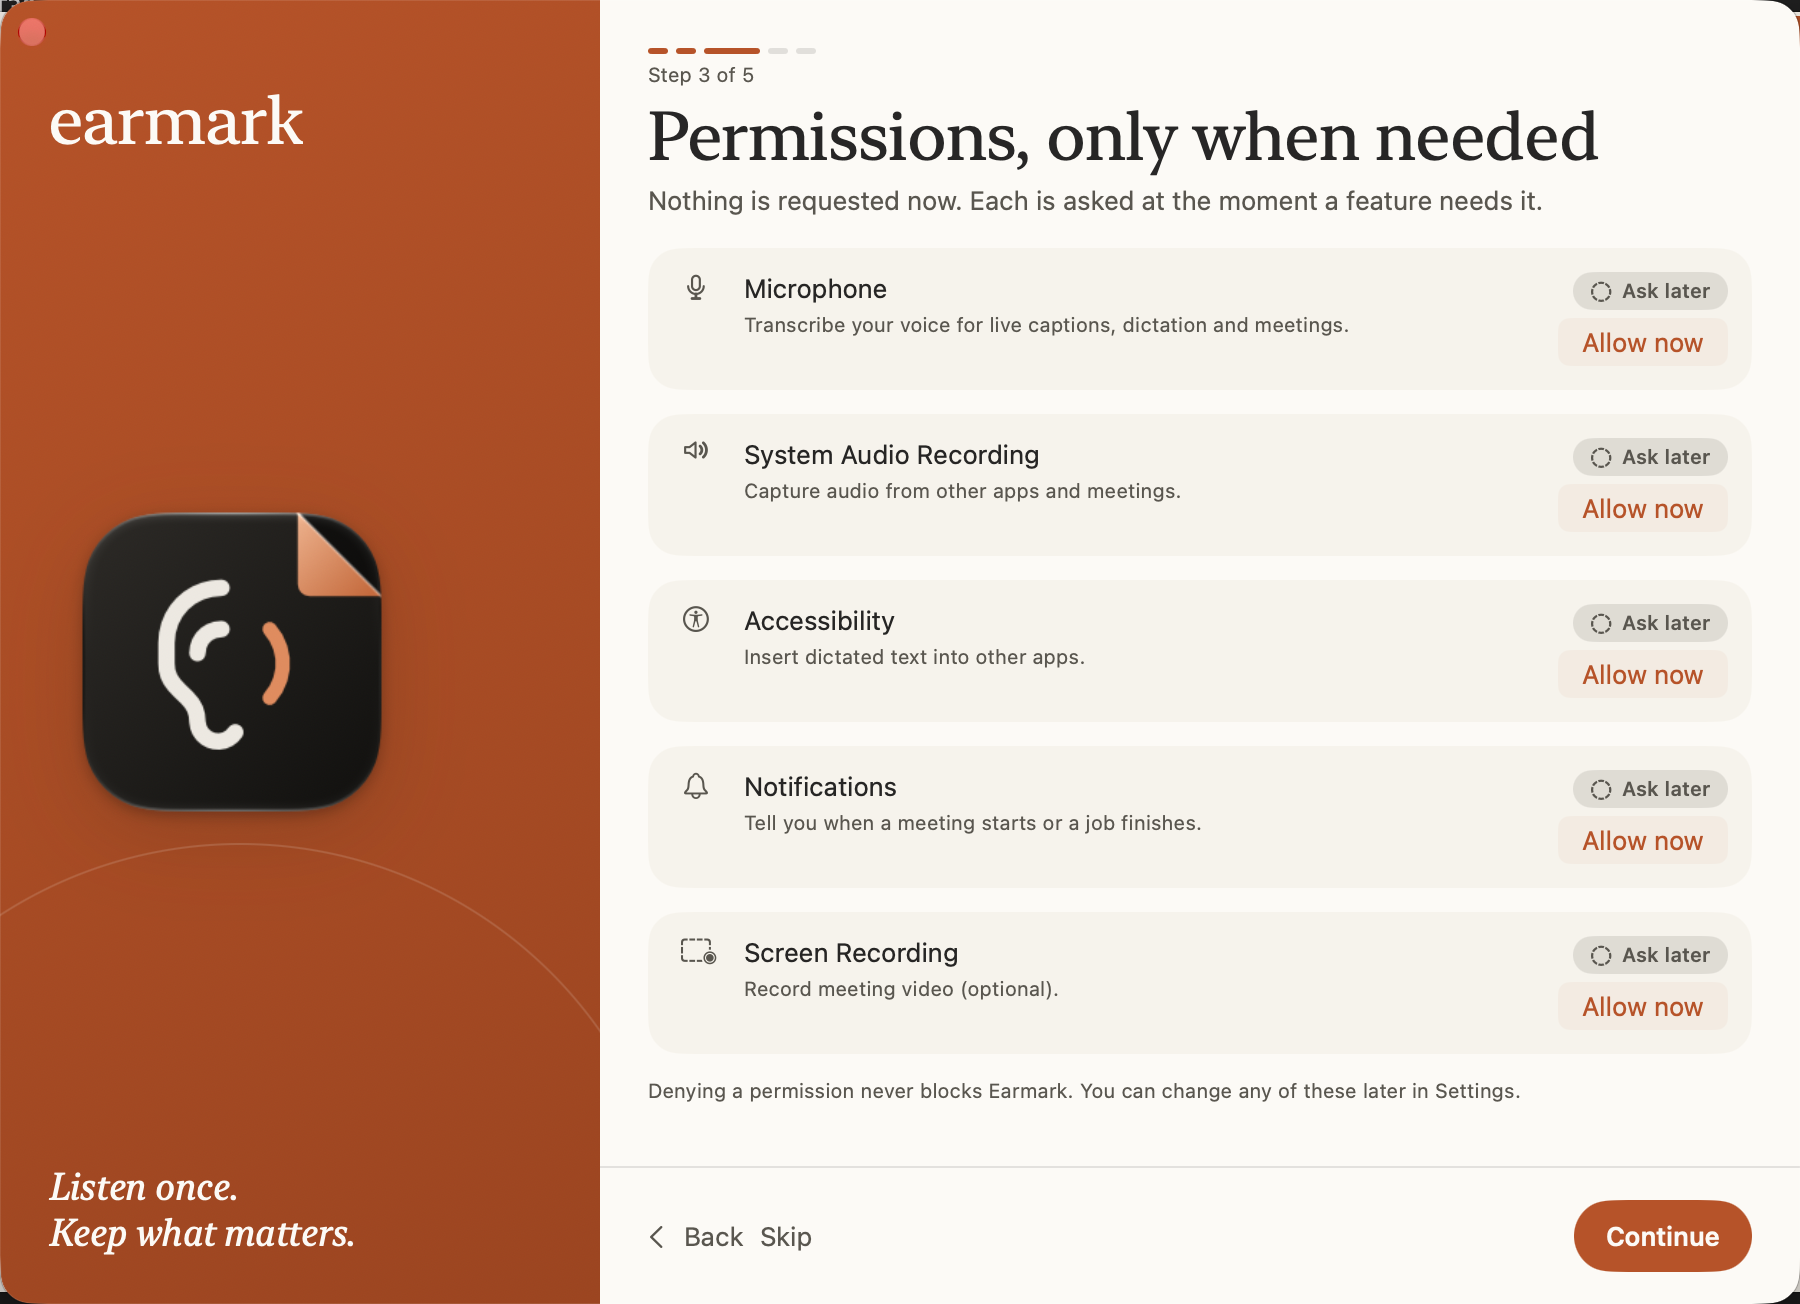 earmark
Listen once.
Keep what matters.
Step 3 of 5
Permissions, only when needed
Nothing is requested now. Each is asked at the moment a feature needs it.
Microphone
Ask later
Transcribe your voice for live captions, dictation and meetings.
Allow now
System Audio Recording
Ask later
Capture audio from other apps and meetings.
Allow now
Accessibility
Ask later
Insert dictated text into other apps.
Allow now
Notifications
Ask later
Tell you when a meeting starts or a job finishes.
Allow now
Screen Recording
Ask later
Record meeting video (optional).
Allow now
Denying a permission never blocks Earmark. You can change any of these later in Settings.
Back Skip
Continue